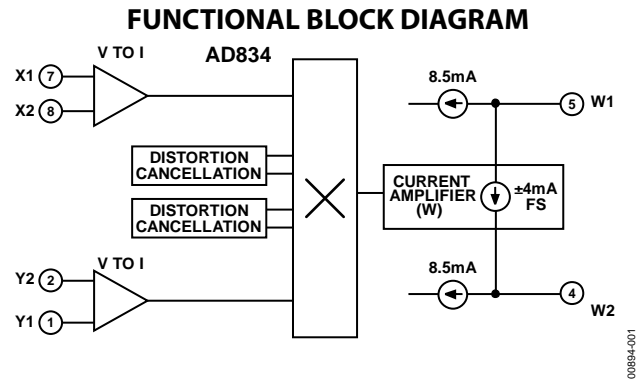 FUNCTIONAL BLOCK DIAGRAM
V TO I
AD834
X1 7
X2 8
8.5mA
5 W1
DISTORTION
CANCELLATION
DISTORTION
CANCELLATION
CURRENT
AMPLIFIER
(W)
±4mA
FS
Y2 2
V TO I
Y1 1
8.5mA
4
W2
00894-001